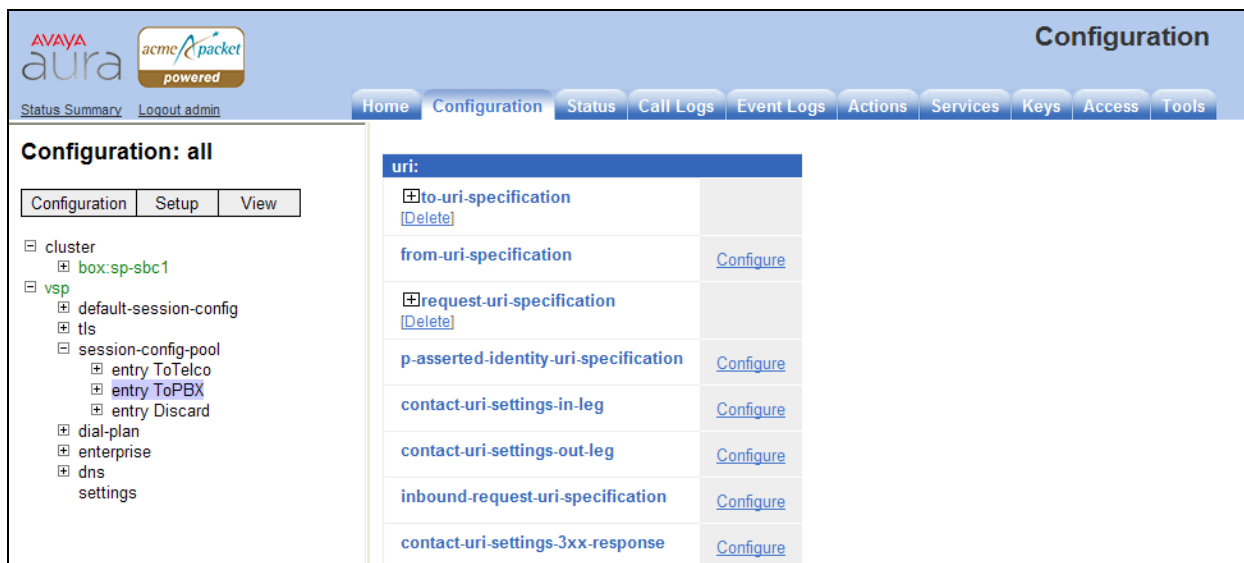 AVAYA
aura
acme packet
powered
Configuration
Status Summary Logout admin
Home Configuration Status Call Logs Event Logs Actions Services Keys Access Tools
Configuration: all
Configuration Setup View
cluster
box:sp-sbc1
vsp
default-session-config
tls
session-config-pool
entry ToTelco
entry ToPBX
entry Discard
dial-plan
enterprise
dns
settings
uri:
to-uri-specification
[Delete]
from-uri-specification Configure
request-uri-specification
[Delete]
p-asserted-identity-uri-specification Configure
contact-uri-settings-in-leg Configure
contact-uri-settings-out-leg Configure
inbound-request-uri-specification Configure
contact-uri-settings-3xx-response Configure